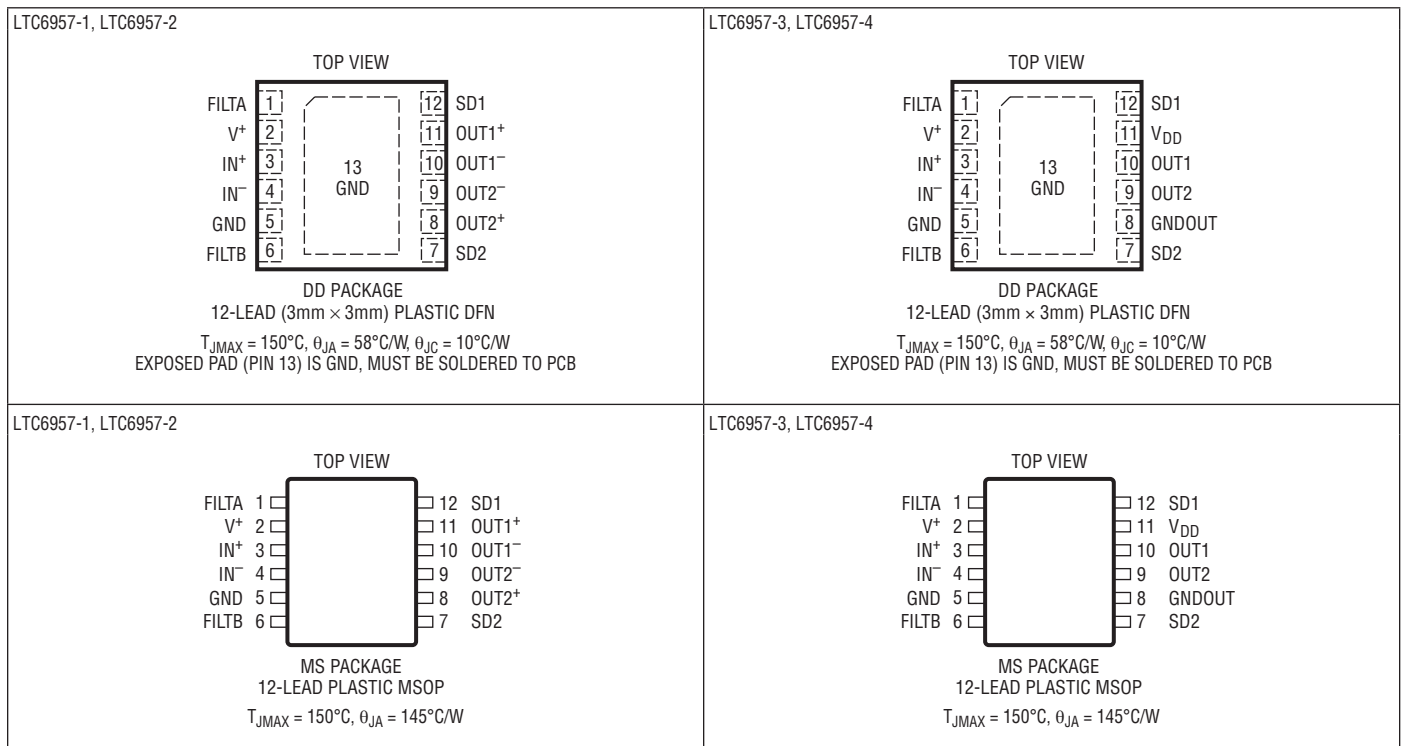 LTC6957-1, LTC6957-2
TOP VIEW
FILTA 1
V+ 2
IN+ 3
IN– 4
GND 5
FILTB 6
13
GND
12 SD1
11 OUT1+
10 OUT1–
9 OUT2–
8 OUT2+
7 SD2
DD PACKAGE
12-LEAD (3mm × 3mm) PLASTIC DFN
TJMAX = 150°C, θJA = 58°C/W, θJC = 10°C/W
EXPOSED PAD (PIN 13) IS GND, MUST BE SOLDERED TO PCB
LTC6957-3, LTC6957-4
TOP VIEW
FILTA 1
V+ 2
IN+ 3
IN– 4
GND 5
FILTB 6
13
GND
12 SD1
11 VDD
10 OUT1
9 OUT2
8 GNDOUT
7 SD2
DD PACKAGE
12-LEAD (3mm × 3mm) PLASTIC DFN
TJMAX = 150°C, θJA = 58°C/W, θJC = 10°C/W
EXPOSED PAD (PIN 13) IS GND, MUST BE SOLDERED TO PCB
LTC6957-1, LTC6957-2
TOP VIEW
FILTA 1
V+ 2
IN+ 3
IN– 4
GND 5
FILTB 6
12 SD1
11 OUT1+
10 OUT1–
9 OUT2–
8 OUT2+
7 SD2
MS PACKAGE
12-LEAD PLASTIC MSOP
TJMAX = 150°C, θJA = 145°C/W
LTC6957-3, LTC6957-4
TOP VIEW
FILTA 1
V+ 2
IN+ 3
IN– 4
GND 5
FILTB 6
12 SD1
11 VDD
10 OUT1
9 OUT2
8 GNDOUT
7 SD2
MS PACKAGE
12-LEAD PLASTIC MSOP
TJMAX = 150°C, θJA = 145°C/W